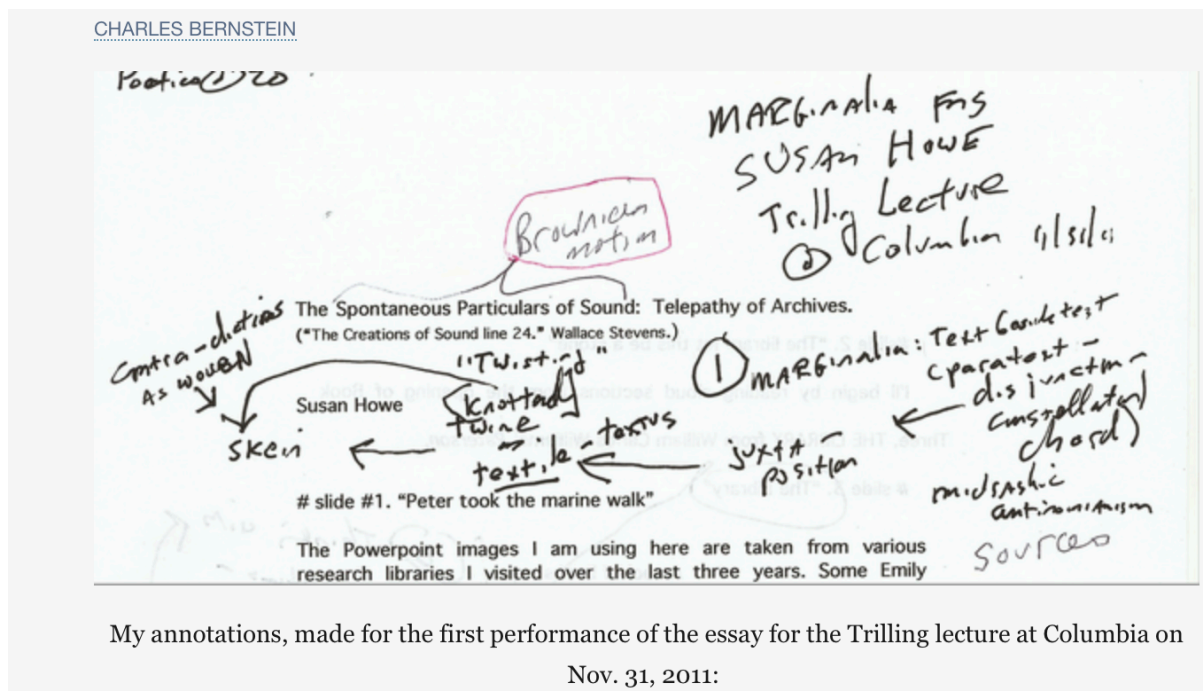 CHARLES BERNSTEIN
MARGINALIA
SUSAN HOWE
Trilling Lecture
@ Columbia
Brownian
motion
The Spontaneous Particulars of Sound: Telepathy of Archives.
("The Creations of Sound line 24." Wallace Stevens.)
Contra-dictions
AS WOVEN
"Twisting"
① MARGINALIA: Text beside text
(paratext -
disjunction -
constellated
chord)
Susan Howe
Knotted
twine
skein
textile - textus
juxta
position
midrashic
antinomianism
# slide #1. "Peter took the marine walk"
Sources
The Powerpoint images I am using here are taken from various
research libraries I visited over the last three years. Some Emily
My annotations, made for the first performance of the essay for the Trilling lecture at Columbia on
Nov. 31, 2011: